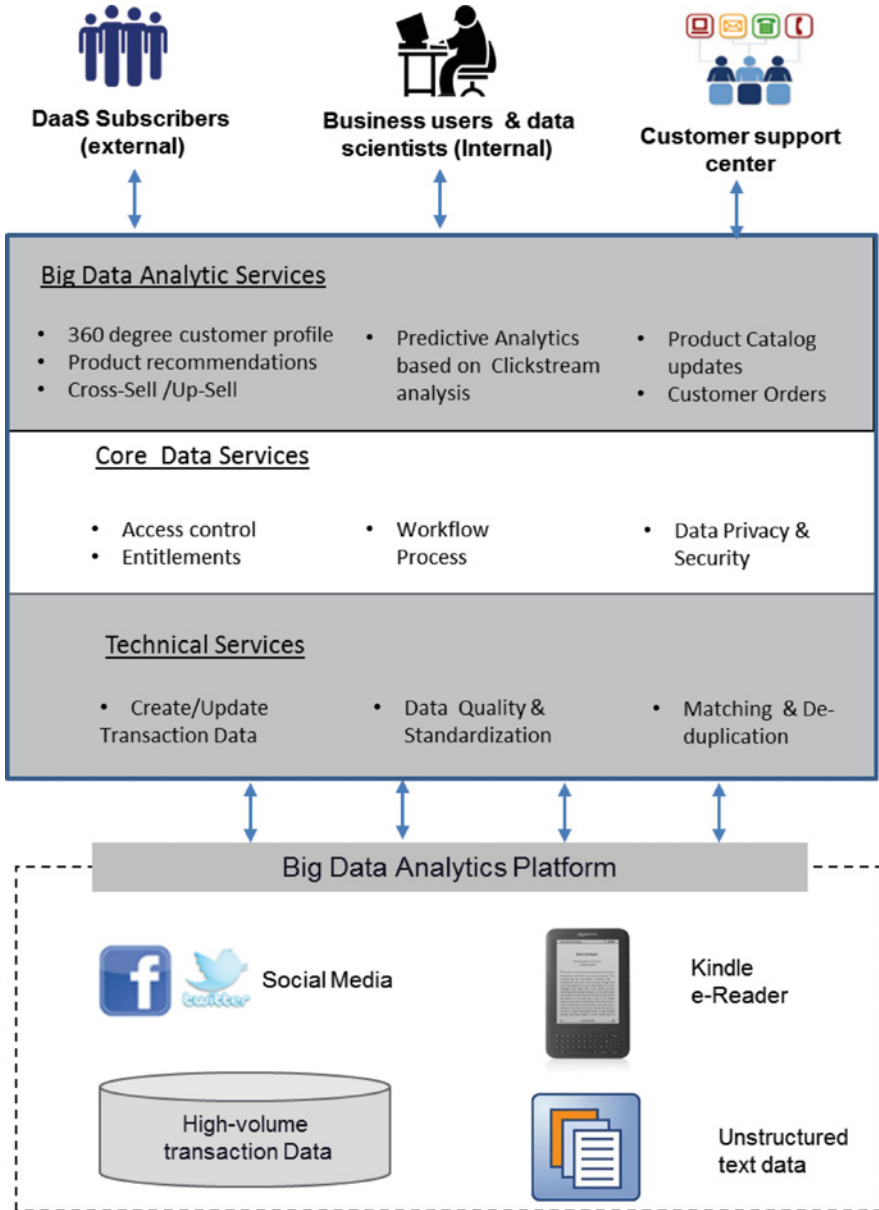 DaaS Subscribers
(external)
Business users & data
scientists (Internal)
Customer support
center
Big Data Analytic Services
• 360 degree customer profile
• Product recommendations
• Cross-Sell /Up-Sell
• Predictive Analytics
based on Clickstream
analysis
• Product Catalog
updates
• Customer Orders
Core Data Services
• Access control
• Entitlements
• Workflow
Process
• Data Privacy &
Security
Technical Services
• Create/Update
Transaction Data
• Data Quality &
Standardization
• Matching & De-
duplication
Big Data Analytics Platform
f
twitter
Social Media
Kindle
e-Reader
High-volume
transaction Data
Unstructured
text data